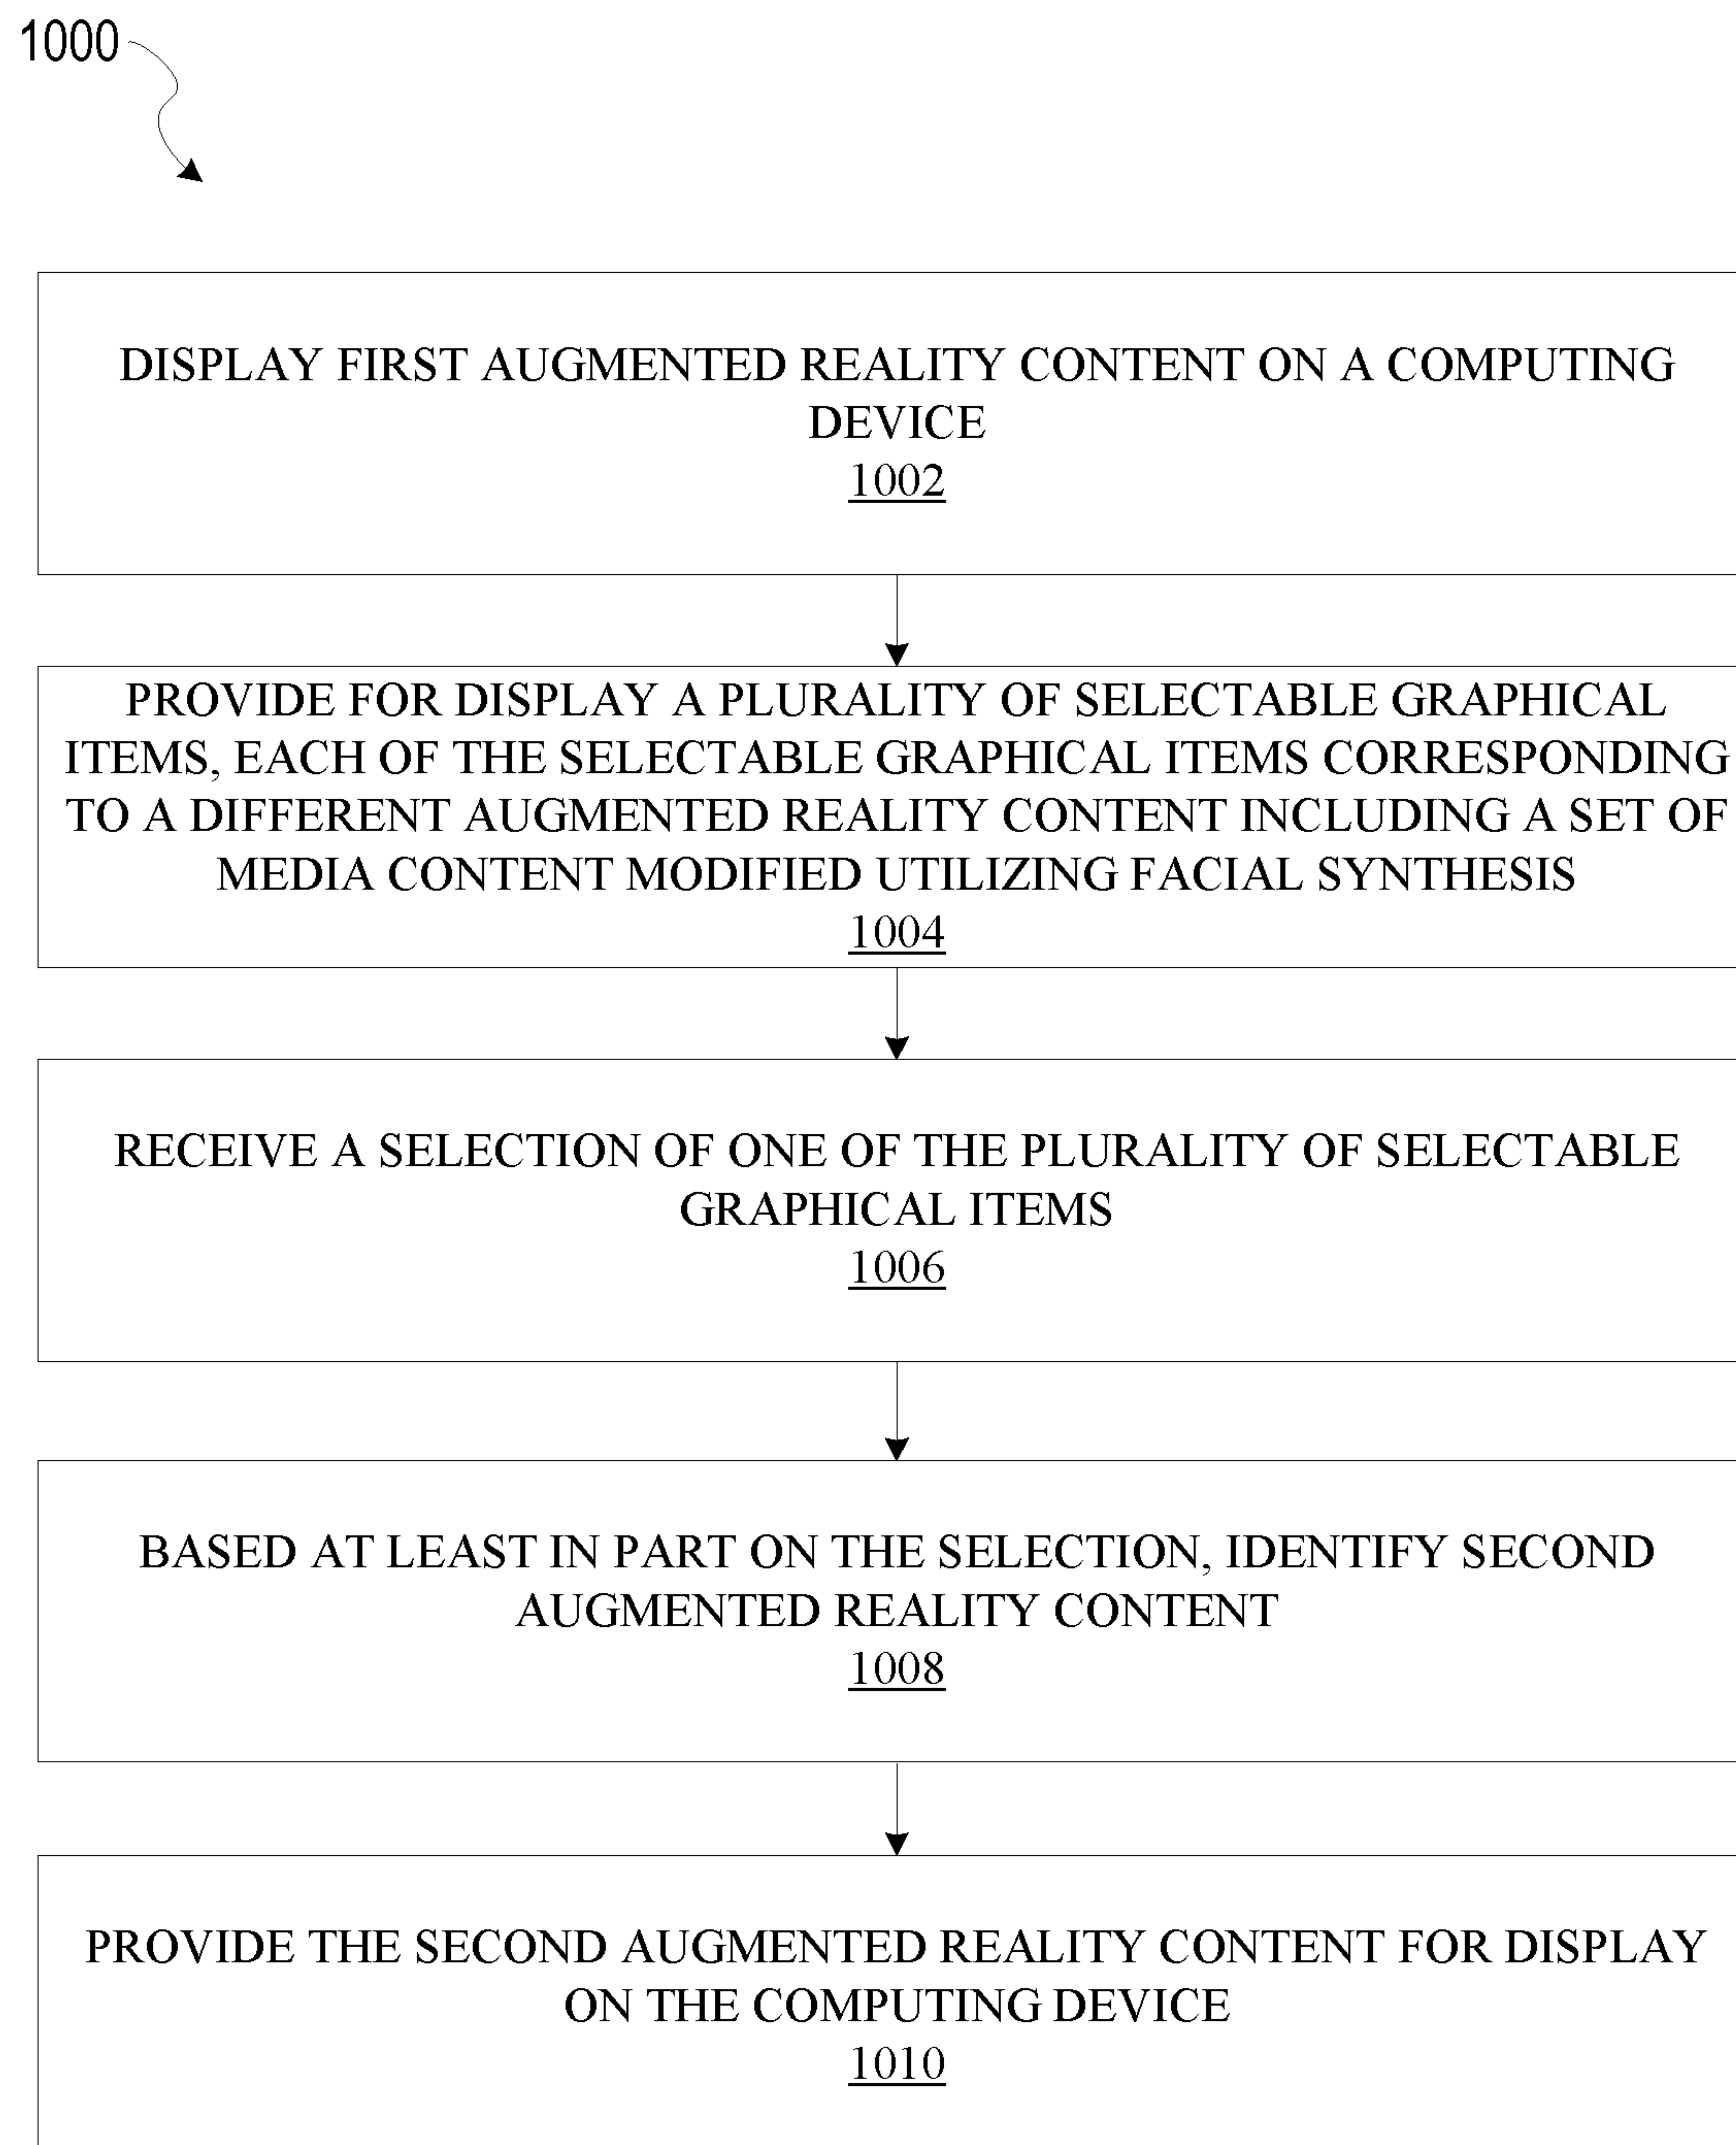 1000
DISPLAY FIRST AUGMENTED REALITY CONTENT ON A COMPUTING
DEVICE
1002
PROVIDE FOR DISPLAY A PLURALITY OF SELECTABLE GRAPHICAL
ITEMS, EACH OF THE SELECTABLE GRAPHICAL ITEMS CORRESPONDING
TO A DIFFERENT AUGMENTED REALITY CONTENT INCLUDING A SET OF
MEDIA CONTENT MODIFIED UTILIZING FACIAL SYNTHESIS
1004
RECEIVE A SELECTION OF ONE OF THE PLURALITY OF SELECTABLE
GRAPHICAL ITEMS
1006
BASED AT LEAST IN PART ON THE SELECTION, IDENTIFY SECOND
AUGMENTED REALITY CONTENT
1008
PROVIDE THE SECOND AUGMENTED REALITY CONTENT FOR DISPLAY
ON THE COMPUTING DEVICE
1010